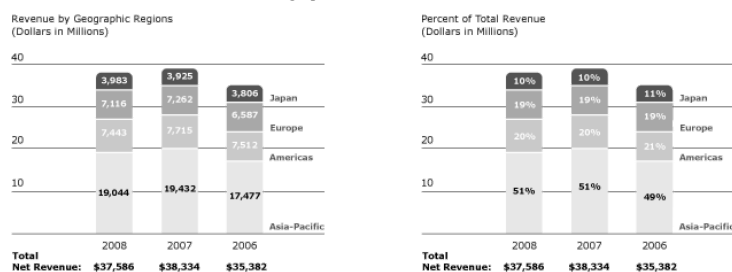 Revenue by Geographic Regions
(Dollars in Millions)
40
30
20
10
3,983
7,116
7,443
19,044
3,925
7,262
7,715
19,432
3,806
6,587
7,512
17,477
Japan
Europe
Americas
Asia-Pacific
2008 2007 2006
Total
Net Revenue: $37,586 $38,334 $35,382
Percent of Total Revenue
(Dollars in Millions)
40
30
20
10
10%
19%
20%
51%
10%
19%
20%
51%
11%
19%
21%
49%
Japan
Europe
Americas
Asia-Pacific
2008 2007 2006
Total
Net Revenue: $37,586 $38,334 $35,382